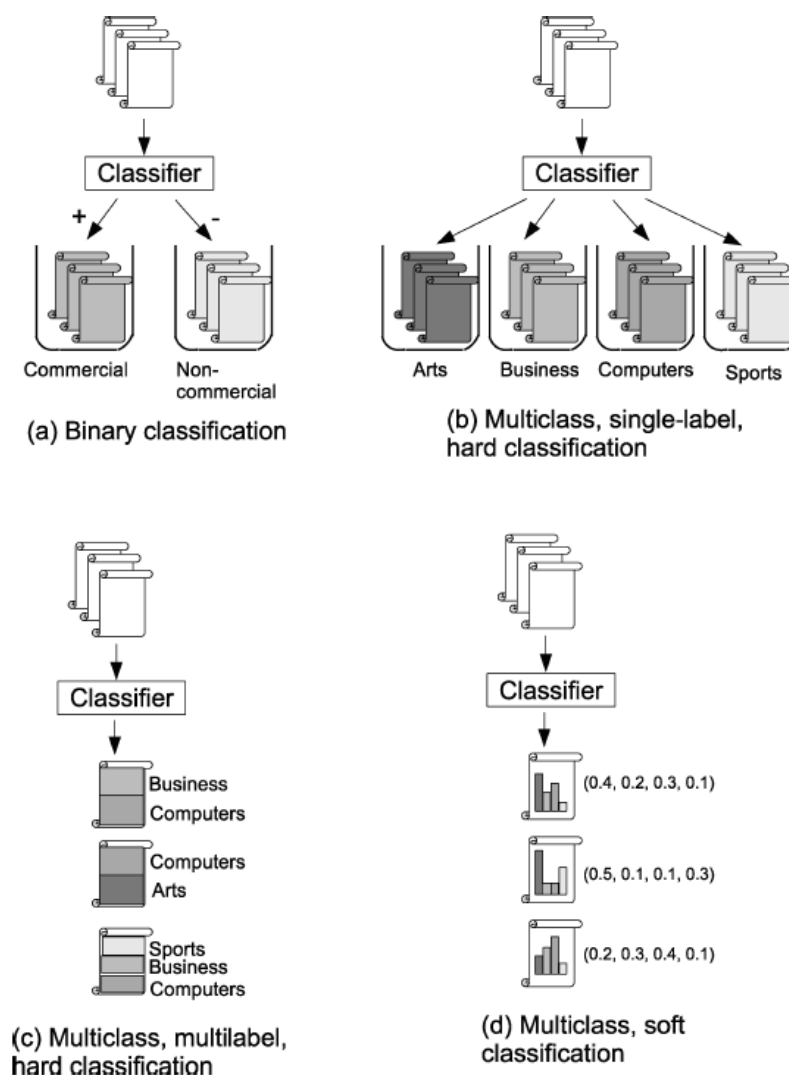 Classifier
+
-
Commercial
Non-
commercial
(a) Binary classification
Classifier
Arts
Business
Computers
Sports
(b) Multiclass, single-label,
hard classification
Classifier
Business
Computers
Computers
Arts
Sports
Business
Computers
(c) Multiclass, multilabel,
hard classification
Classifier
(0.4, 0.2, 0.3, 0.1)
(0.5, 0.1, 0.1, 0.3)
(0.2, 0.3, 0.4, 0.1)
(d) Multiclass, soft
classification